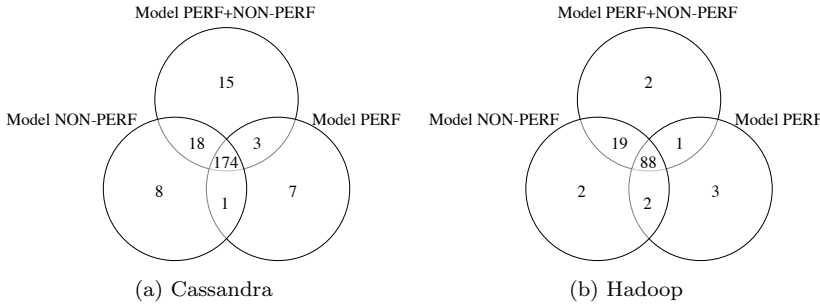 Model PERF+NON-PERF
Model PERF+NON-PERF
15
2
Model NON-PERF
Model PERF
Model NON-PERF
Model PERF
18
3
19
1
174
88
8
1
7
2
2
3
(a) Cassandra
(b) Hadoop